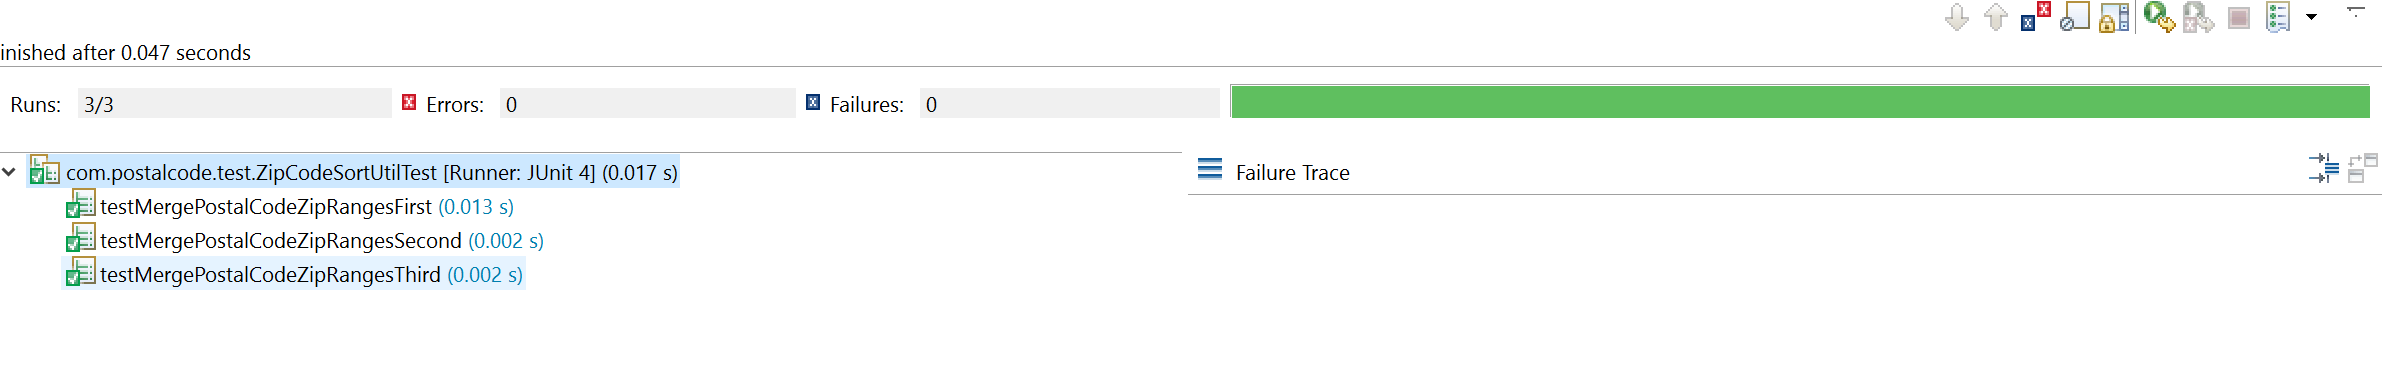 inished after 0.047 seconds
Runs: 3/3 Errors: 0 Failures: 0
com.postalcode.test.ZipCodeSortUtilTest [Runner: JUnit 4] (0.017 s)
Failure Trace
testMergePostalCodeZipRangesFirst (0.013 s)
testMergePostalCodeZipRangesSecond (0.002 s)
testMergePostalCodeZipRangesThird (0.002 s)